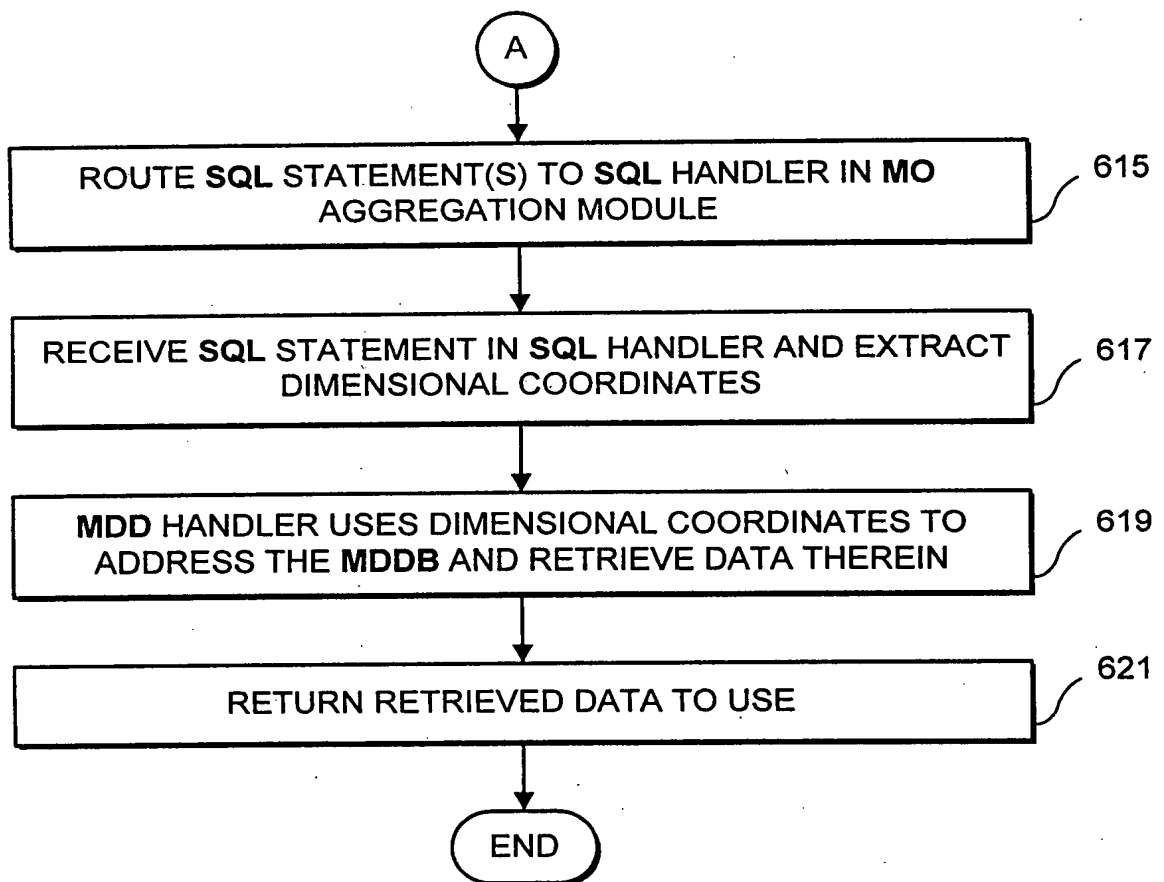 A
ROUTE SQL STATEMENT(S) TO SQL HANDLER IN MO
AGGREGATION MODULE
615
RECEIVE SQL STATEMENT IN SQL HANDLER AND EXTRACT
DIMENSIONAL COORDINATES
617
MDD HANDLER USES DIMENSIONAL COORDINATES TO
ADDRESS THE MDDB AND RETRIEVE DATA THEREIN
619
RETURN RETRIEVED DATA TO USE
621
END